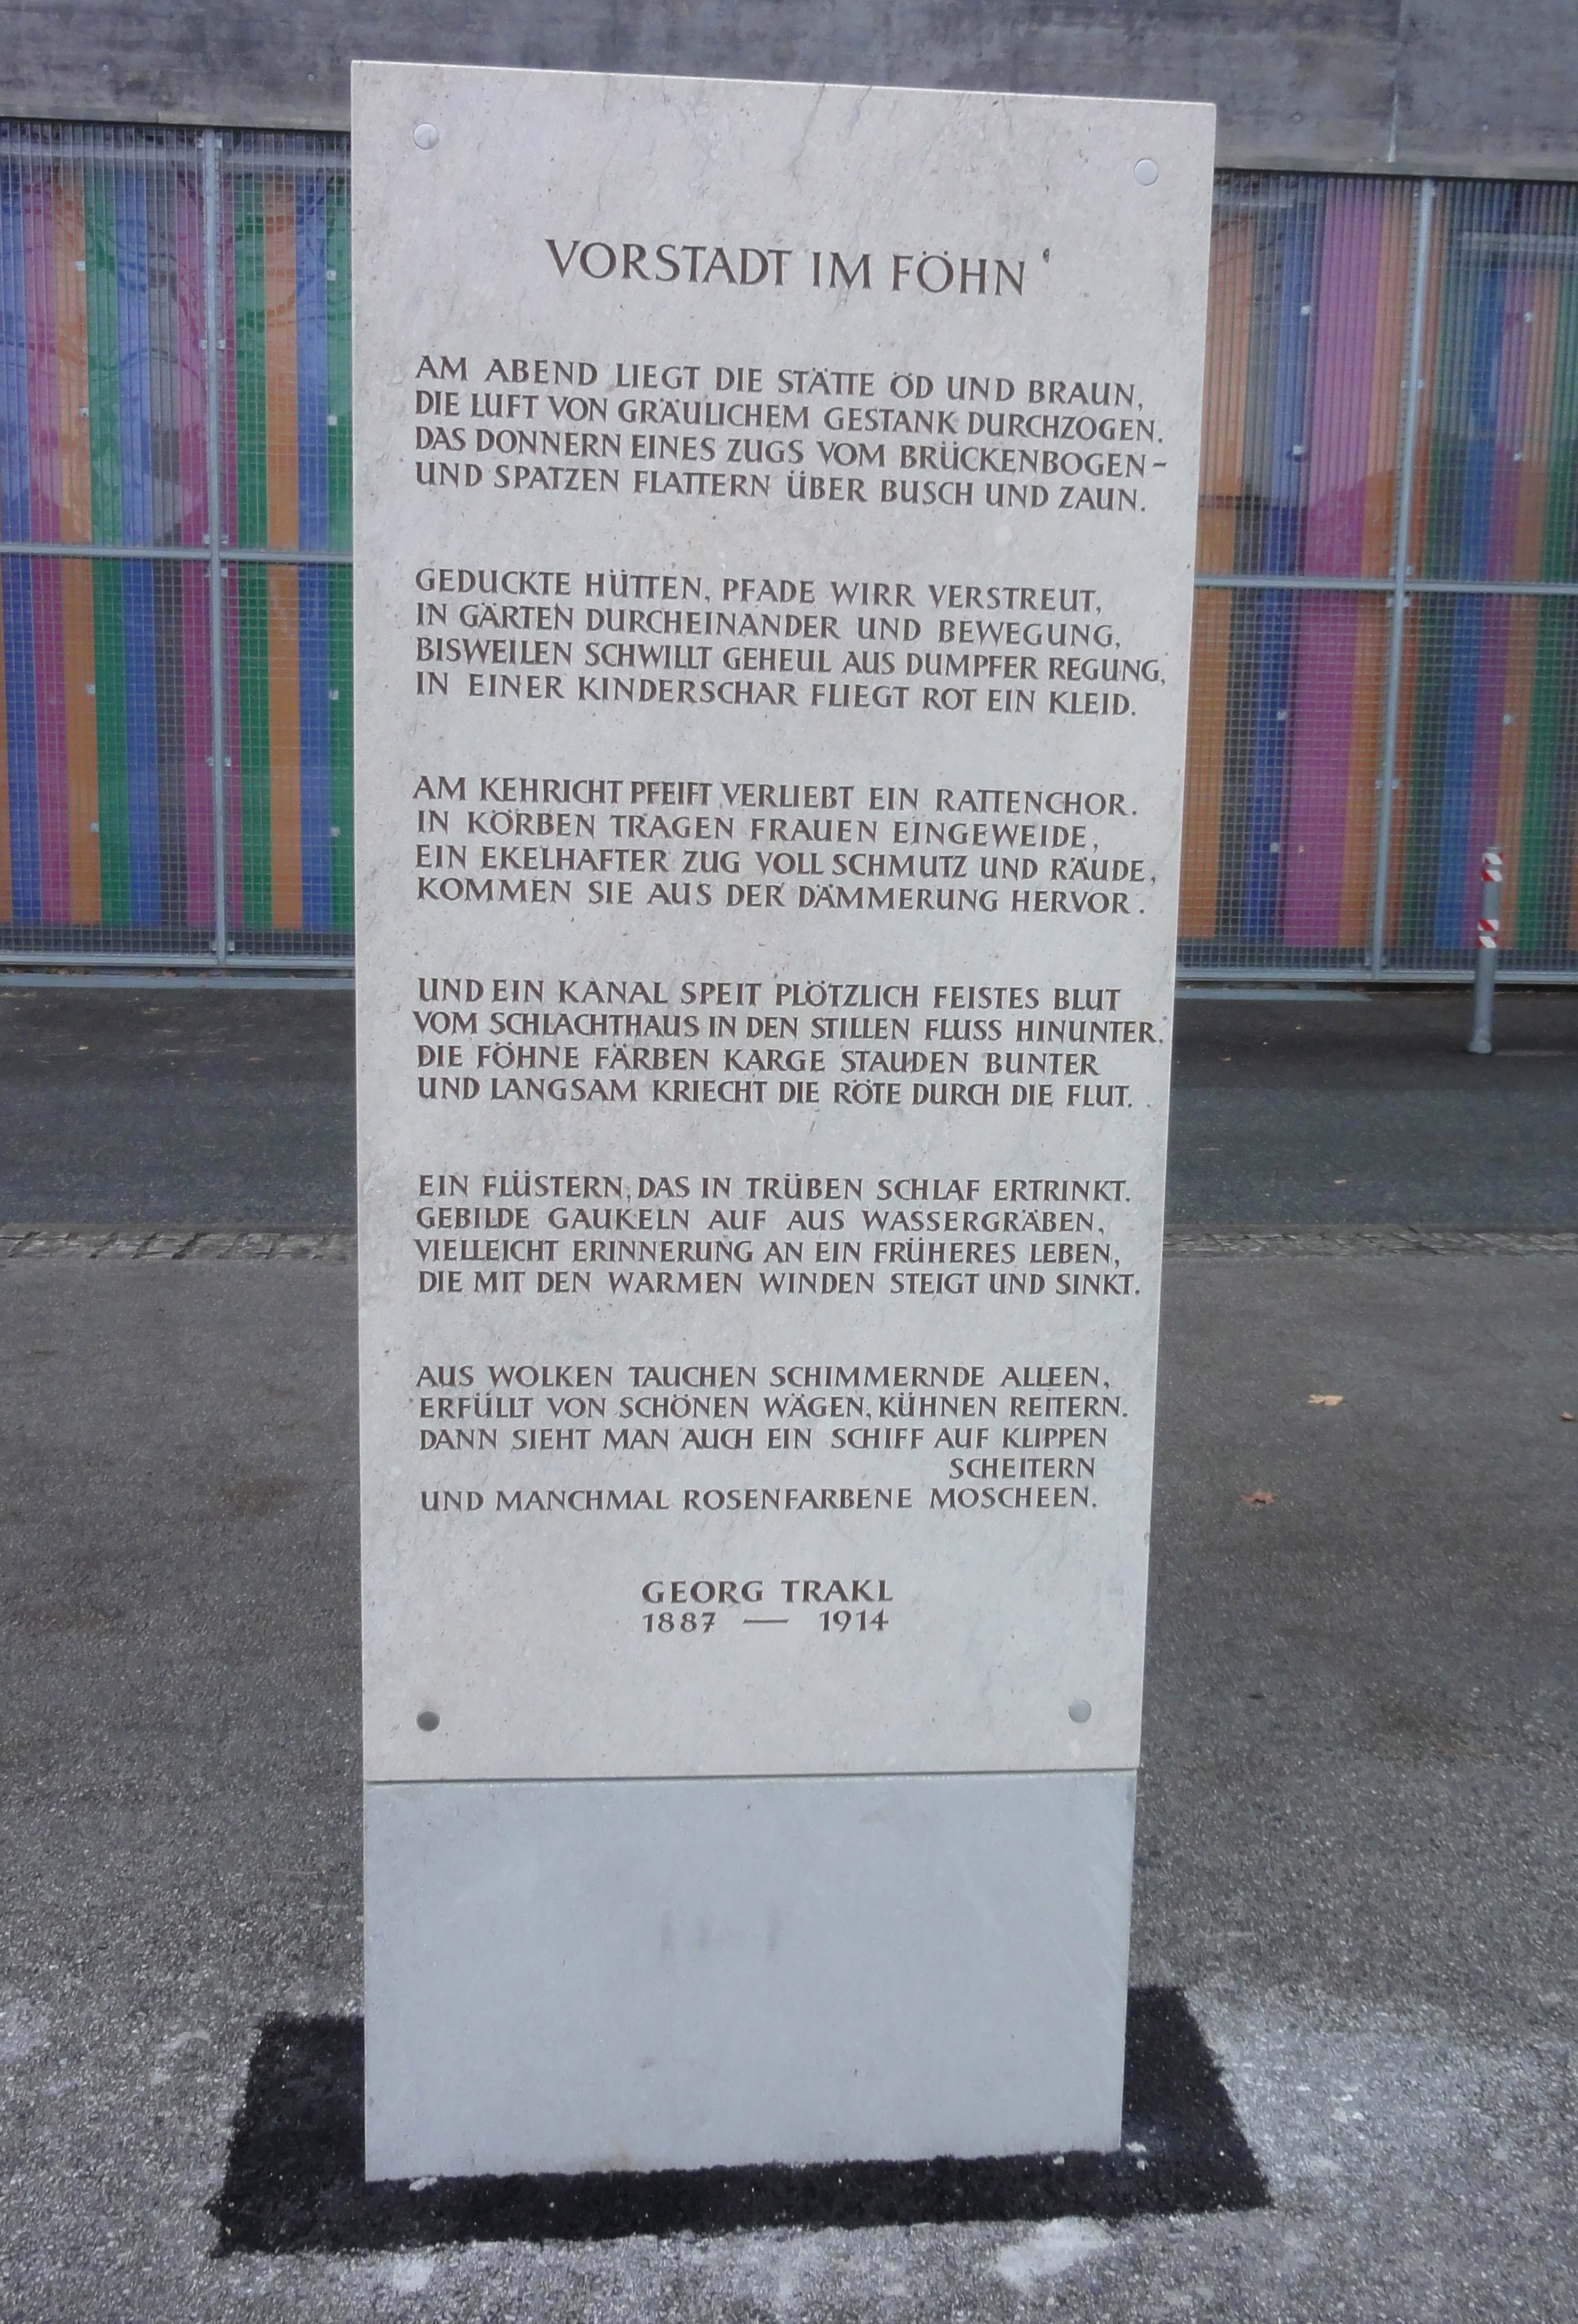 VORSTADT IM FÖHN
AM ABEND LIEGT DIE STÄTTE ÖD UND BRAUN,
DIE LUFT VON GRÄULICHEM GESTANK DURCHZOGEN.
DAS DONNERN EINES ZUGS VOM BRÜCKENBOGEN –
UND SPATZEN FLATTERN ÜBER BUSCH UND ZAUN.
GEDUCKTE HÜTTEN, PFADE WIRR VERSTREUT,
IN GÄRTEN DURCHEINANDER UND BEWEGUNG,
BISWEILEN SCHWILLT GEHEUL AUS DUMPFER REGUNG,
IN EINER KINDERSCHAR FLIEGT ROT EIN KLEID.
AM KEHRICHT PFEIFT VERLIEBT EIN RATTENCHOR.
IN KÖRBEN TRAGEN FRAUEN EINGEWEIDE,
EIN EKELHAFTER ZUG VOLL SCHMUTZ UND RÄUDE,
KOMMEN SIE AUS DER DÄMMERUNG HERVOR.
UND EIN KANAL SPEIT PLÖTZLICH FEISTES BLUT
VOM SCHLACHTHAUS IN DEN STILLEN FLUSS HINUNTER.
DIE FÖHNE FÄRBEN KARGE STAUDEN BUNTER
UND LANGSAM KRIECHT DIE RÖTE DURCH DIE FLUT.
EIN FLÜSTERN, DAS IN TRÜBEN SCHLAF ERTRINKT.
GEBILDE GAUKELN AUF AUS WASSERGRÄBEN,
VIELLEICHT ERINNERUNG AN EIN FRÜHERES LEBEN,
DIE MIT DEN WARMEN WINDEN STEIGT UND SINKT.
AUS WOLKEN TAUCHEN SCHIMMERNDE ALLEEN,
ERFÜLLT VON SCHÖNEN WÄGEN, KÜHNEN REITERN.
DANN SIEHT MAN AUCH EIN SCHIFF AUF KLIPPEN
SCHEITERN
UND MANCHMAL ROSENFARBENE MOSCHEEN.
GEORG TRAKL
1887 — 1914